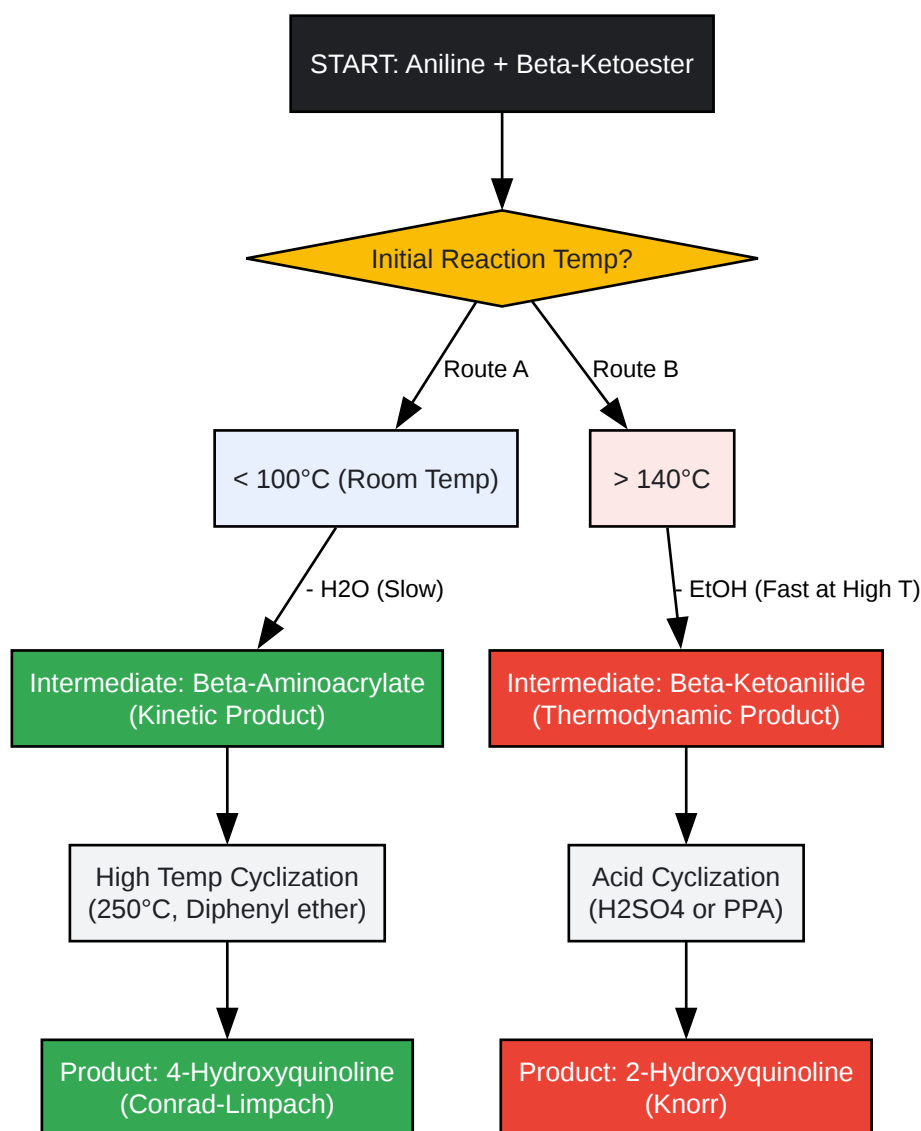 START: Aniline + Beta-Ketoester
Initial Reaction Temp?
Route A
Route B
< 100°C (Room Temp)
> 140°C
- H2O (Slow)
- EtOH (Fast at High T)
Intermediate: Beta-Aminoacrylate
(Kinetic Product)
Intermediate: Beta-Ketoanilide
(Thermodynamic Product)
High Temp Cyclization
(250°C, Diphenyl ether)
Acid Cyclization
(H2SO4 or PPA)
Product: 4-Hydroxyquinoline
(Conrad-Limpach)
Product: 2-Hydroxyquinoline
(Knorr)